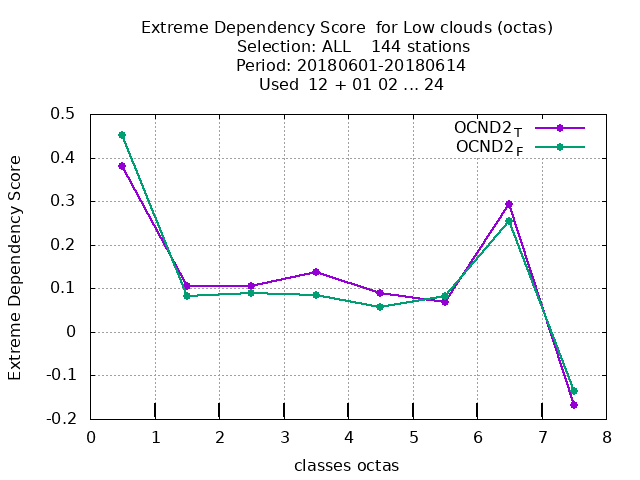 Extreme Dependency Score  for Low clouds (octas)
Selection: ALL    144 stations
Period: 20180601-20180614
Used  12 + 01 02 ... 24
OCND2_T
OCND2_F
Extreme Dependency Score
0.5
0.4
0.3
0.2
0.1
0
-0.1
-0.2
0 1 2 3 4 5 6 7 8
classes octas